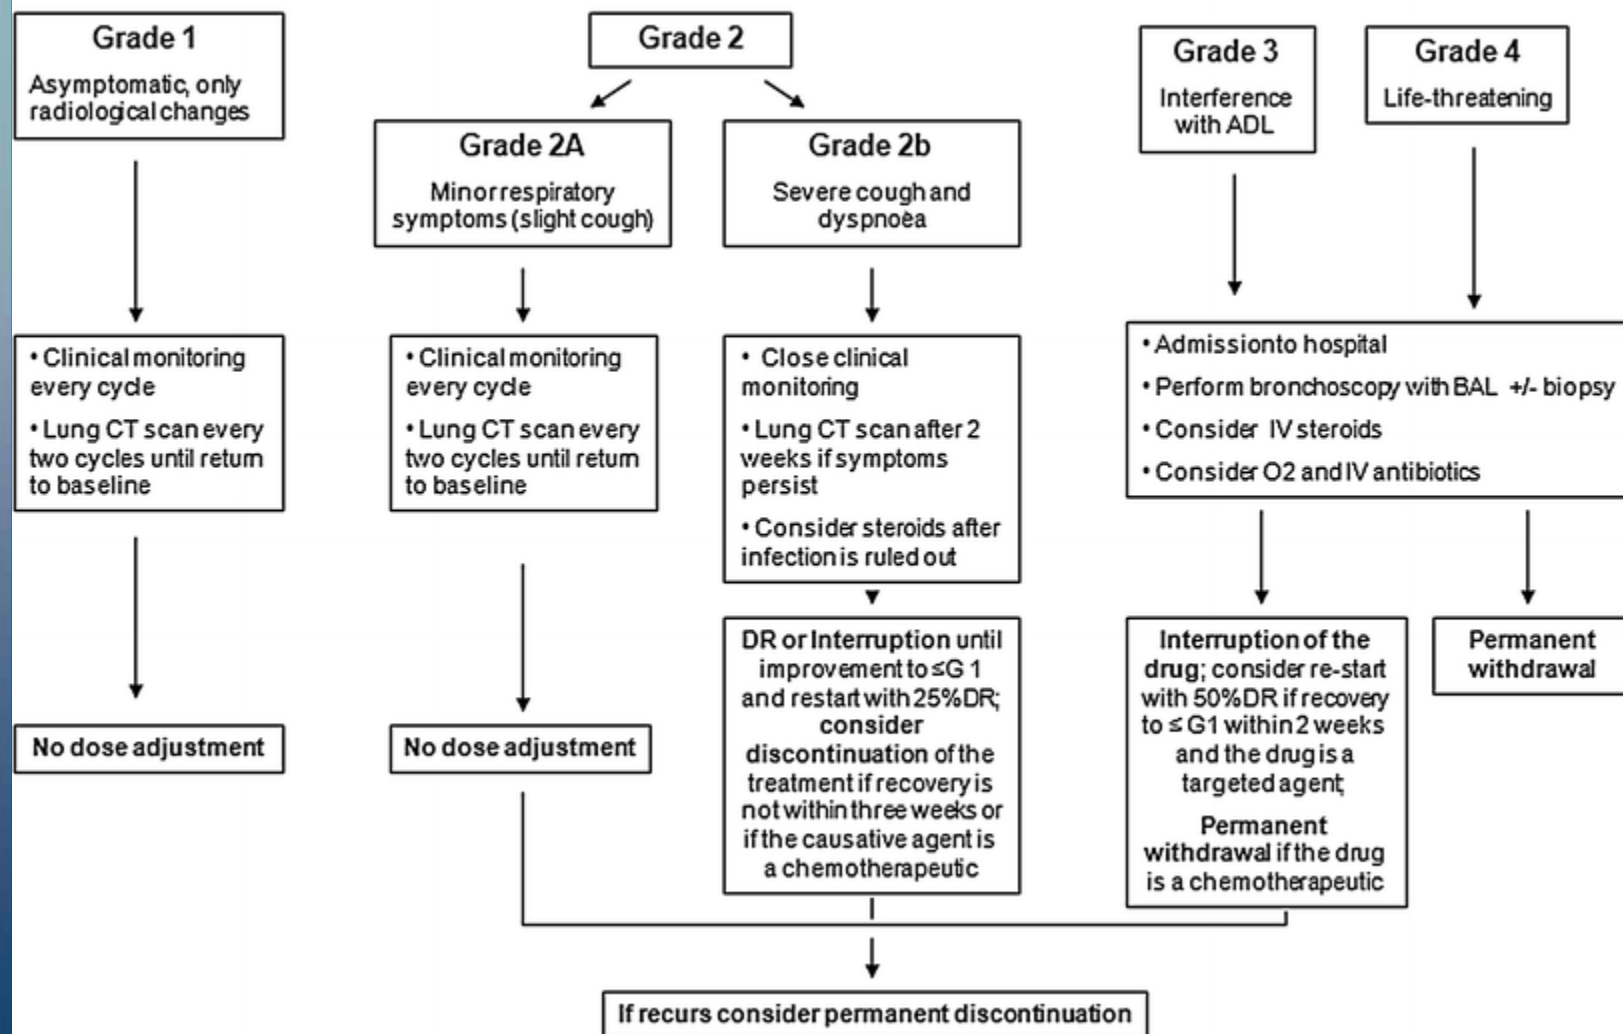 Grade 1
Asymptomatic, only
radiological changes
Grade 2
Grade 2A
Minor respiratory
symptoms (slight cough)
Grade 2b
Severe cough and
dyspnoèa
Grade 3
Interference
with ADL
Grade 4
Life-threatening
• Clinical monitoring
every cycle
• Lung CT scan every
two cycles until return
to baseline
• Clinical monitoring
every cycle
• Lung CT scan every
two cycles until return
to baseline
• Close clinical
monitoring
• Lung CT scan after 2
weeks if symptoms
persist
• Consider steroids after
infection is ruled out
• Admissionto hospital
• Perform bronchoscopy with BAL +/- biopsy
• Consider IV steroids
• Consider O2 and IV antibiotics
No dose adjustment
No dose adjustment
DR or Interruption until
improvement to ≤G 1
and restart with 25%DR;
consider
discontinuation of the
treatment if recovery is
not within three weeks or
if the causative agent is
a chemotherapeutic
Interruption of the
drug; consider re-start
with 50%DR if recovery
to ≤ G1 within 2 weeks
and the drug is a
targeted agent;
Permanent
withdrawal if the drug
is a chemotherapeutic
Permanent
withdrawal
If recurs consider permanent discontinuation